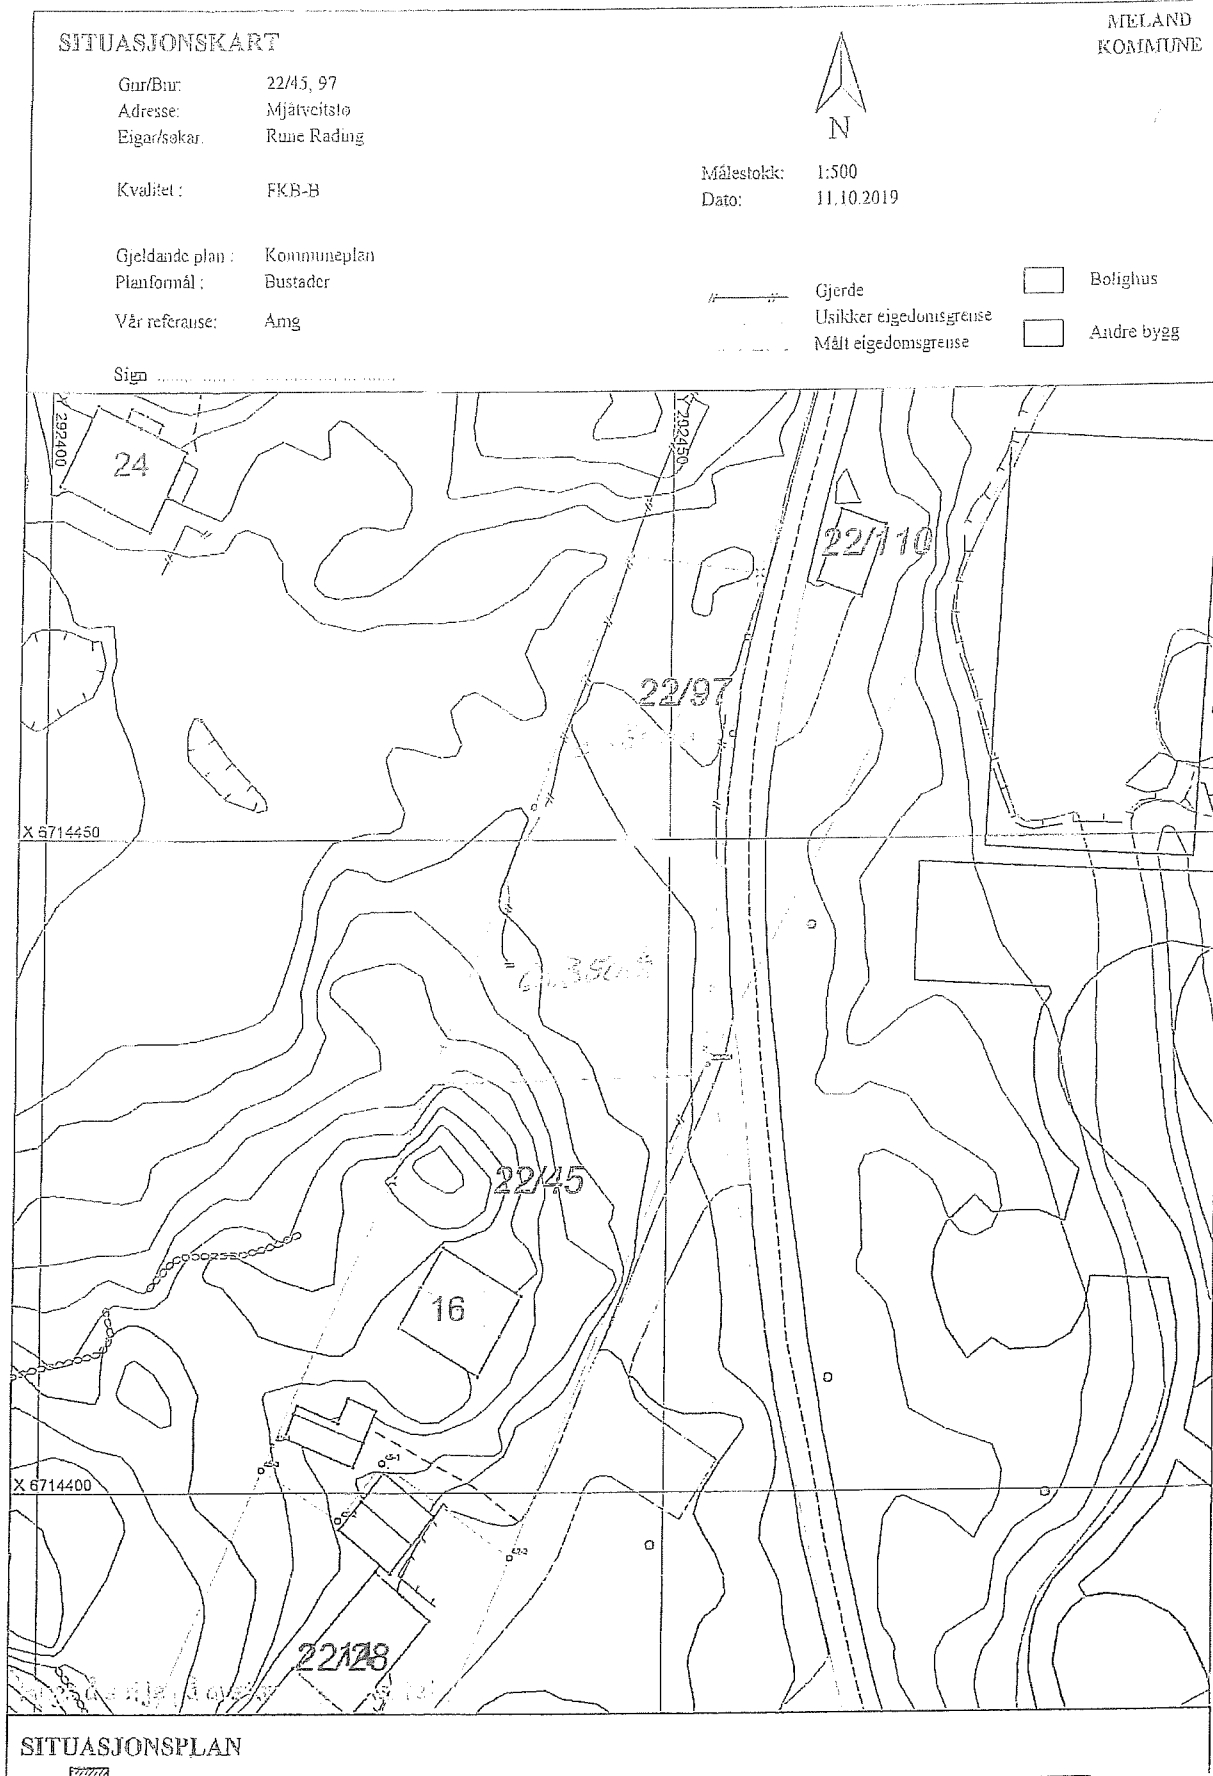 MELAND
KOMMUNE
SITUASJONSKART
Gnr/Bnr: 22/45, 97
Adresse: Mjåtveitstø
Eigar/søkar: Rune Rading
Kvalitet : FKB-B
N
Målestokk: 1:500
Dato: 11.10.2019
Gjeldande plan : Kommuneplan
Planformål : Bustader
Vår referanse: Amg
Sign
Gjerde
Usikker eigedomsgrense
Målt eigedomsgrense
Bolighus
Andre bygg
Y 292400
Y 292450
24
22/110
22/97
X 6714450
22/45
16
X 6714400
SITUASJONSPLAN